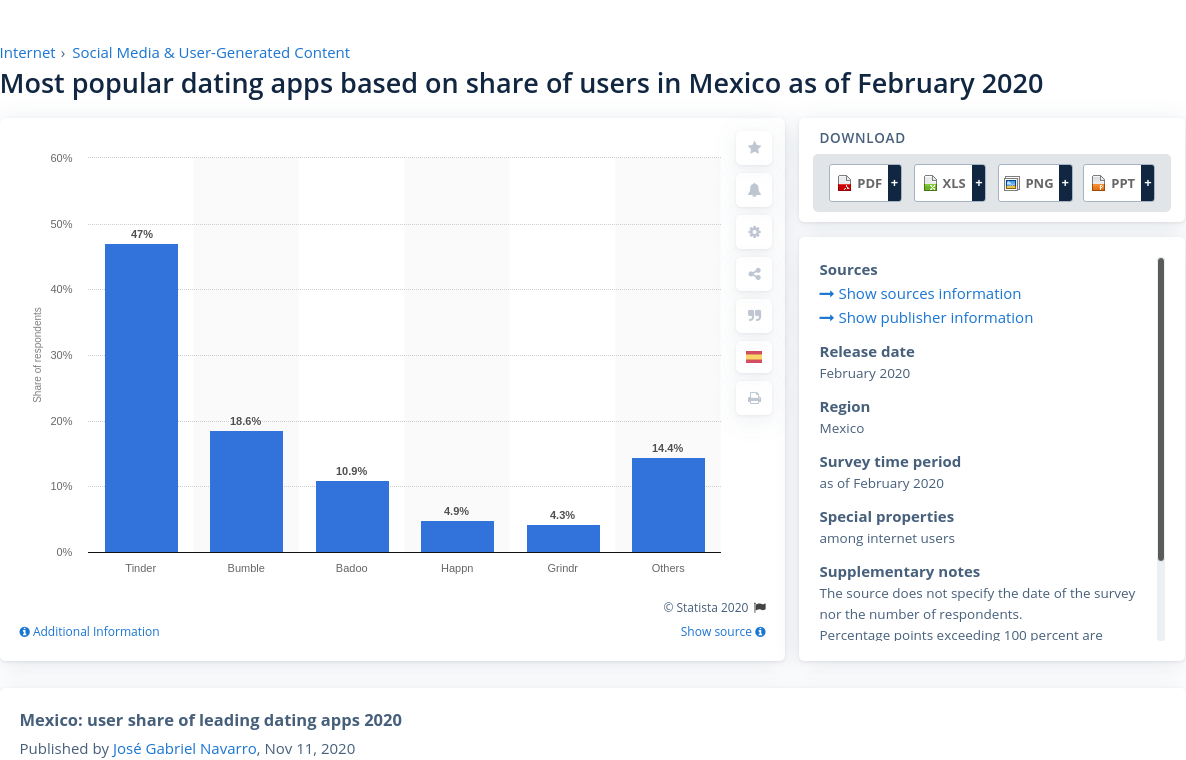 Internet › Social Media & User-Generated Content
Most popular dating apps based on share of users in Mexico as of February 2020
60%
50%
40%
30%
20%
10%
0%
Share of respondents
47%
18.6%
10.9%
4.9%
4.3%
14.4%
Tinder
Bumble
Badoo
Happn
Grindr
Others
© Statista 2020
Additional Information
Show source
DOWNLOAD
PDF + XLS + PNG + PPT +
Sources
Show sources information
Show publisher information
Release date
February 2020
Region
Mexico
Survey time period
as of February 2020
Special properties
among internet users
Supplementary notes
The source does not specify the date of the survey
nor the number of respondents.
Percentage points exceeding 100 percent are
Mexico: user share of leading dating apps 2020
Published by José Gabriel Navarro, Nov 11, 2020